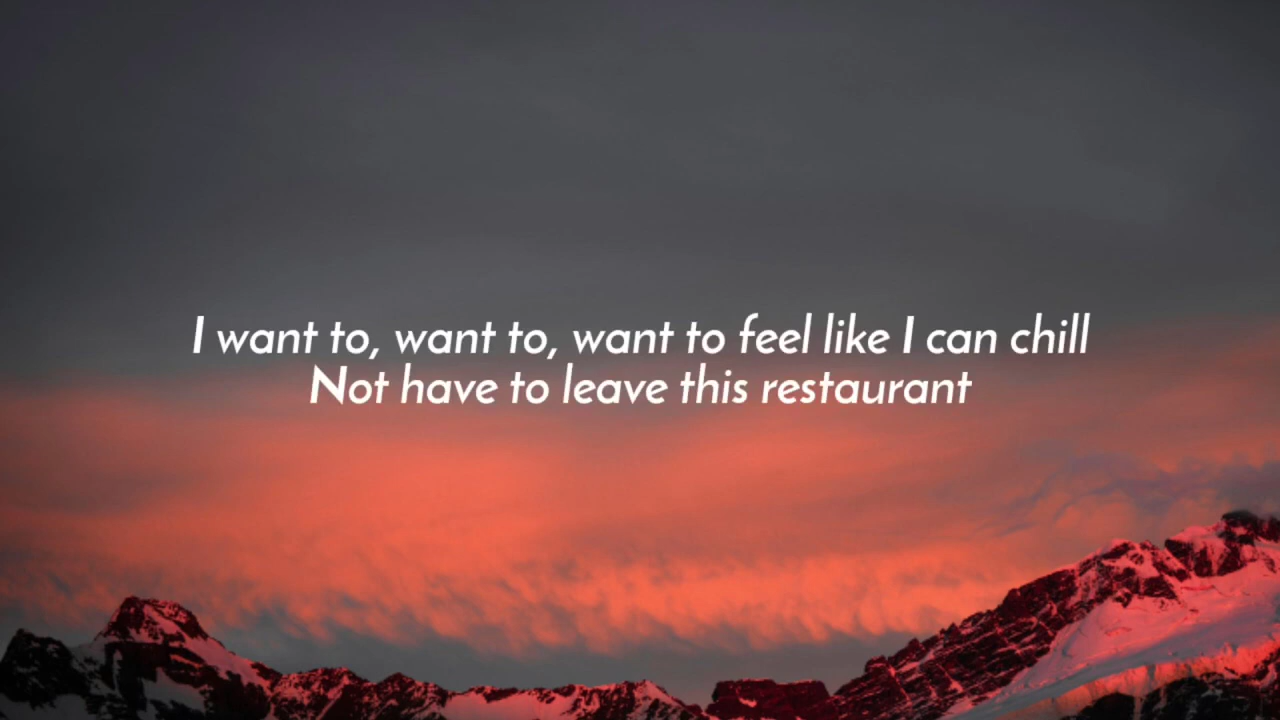 I want to, want to, want to feel like I can chill
Not have to leave this restaurant